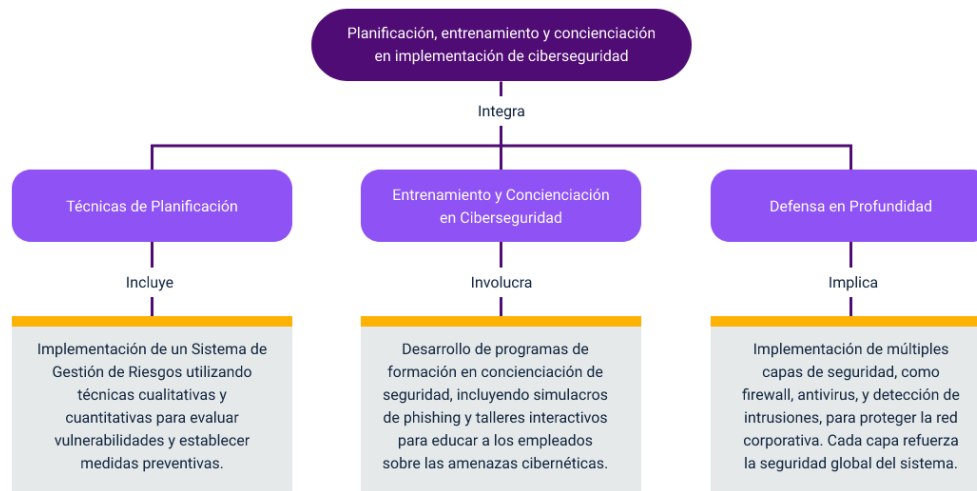 Planificación, entrenamiento y concienciación
en implementación de ciberseguridad
Integra
Técnicas de Planificación
Entrenamiento y Concienciación
en Ciberseguridad
Defensa en Profundidad
Incluye
Involucra
Implica
Implementación de un Sistema de
Gestión de Riesgos utilizando
técnicas cualitativas y
cuantitativas para evaluar
vulnerabilidades y establecer
medidas preventivas.
Desarrollo de programas de
formación en concienciación de
seguridad, incluyendo simulacros
de phishing y talleres interactivos
para educar a los empleados
sobre las amenazas cibernéticas.
Implementación de múltiples
capas de seguridad, como
firewall, antivirus, y detección de
intrusiones, para proteger la red
corporativa. Cada capa refuerza
la seguridad global del sistema.